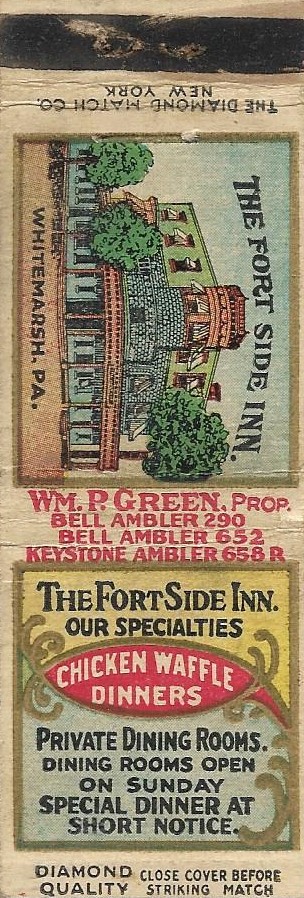 THE DIAMOND MATCH CO.
NEW YORK
THE FORT SIDE INN.
WHITEMARSH, PA.
WM. P. GREEN, PROP.
BELL AMBLER 290
BELL AMBLER 652
KEYSTONE AMBLER 658 R
THE FORT SIDE INN.
OUR SPECIALTIES
CHICKEN WAFFLE
DINNERS
PRIVATE DINING ROOMS.
DINING ROOMS OPEN
ON SUNDAY
SPECIAL DINNER AT
SHORT NOTICE.
DIAMOND QUALITY
CLOSE COVER BEFORE
STRIKING MATCH